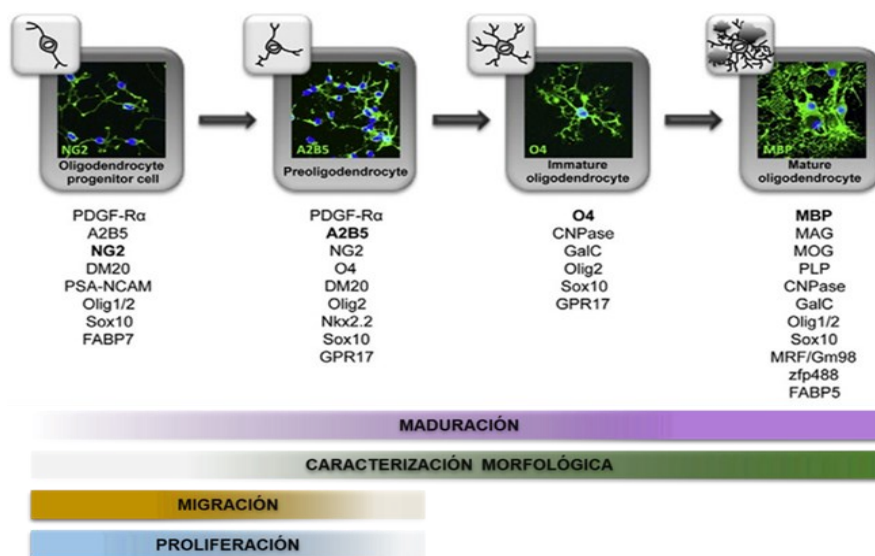 NG2
Oligodendrocyte
progenitor cell
A2B5
Preoligodendrocyte
O4
Immature
oligodendrocyte
MBP
Mature
oligodendrocyte
PDGF-Rα
A2B5
NG2
DM20
PSA-NCAM
Olig1/2
Sox10
FABP7
PDGF-Rα
A2B5
NG2
O4
DM20
Olig2
Nkx2.2
Sox10
GPR17
O4
CNPase
GalC
Olig2
Sox10
GPR17
MBP
MAG
MOG
PLP
CNPase
GalC
Olig1/2
Sox10
MRF/Gm98
zfp488
FABP5
MADURACIÓN
CARACTERIZACIÓN MORFOLÓGICA
MIGRACIÓN
PROLIFERACIÓN